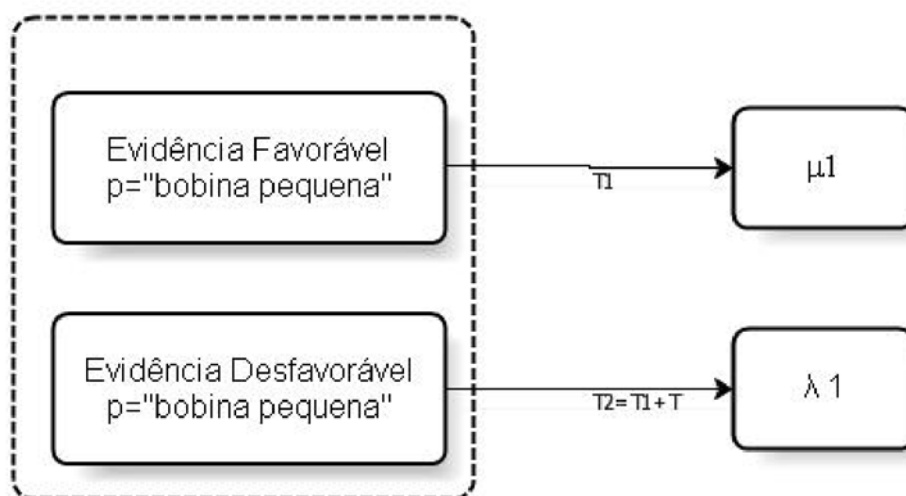 Evidência Favorável
p="bobina pequena"
T1
μ1
Evidência Desfavorável
p="bobina pequena"
T2=T1+T
λ 1